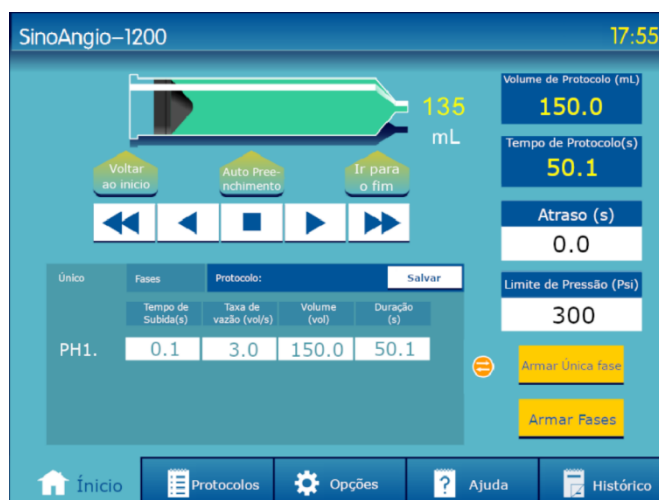 SinoAngio–1200
17:55
135
mL
Volume de Protocolo (mL)
150.0
Tempo de Protocolo(s)
50.1
Voltar
ao inicio
Auto Pree-
nchimento
Ir para
o fim
Atraso (s)
0.0
Limite de Pressão (Psi)
300
Único
Fases
Protocolo:
Salvar
Tempo de
Subida(s)
Taxa de
vazão (vol/s)
Volume
(vol)
Duração
(s)
PH1.
0.1
3.0
150.0
50.1
Armar Única fase
Armar Fases
Ínicio
Protocolos
Opções
? Ajuda
Histórico